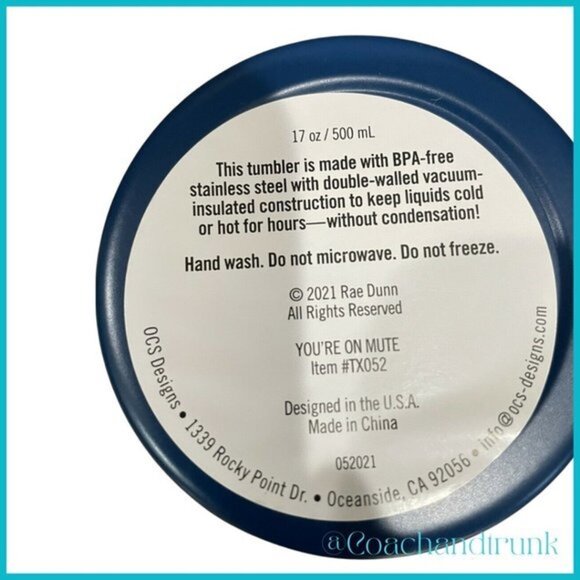 17 oz / 500 mL
This tumbler is made with BPA-free
stainless steel with double-walled vacuum-
insulated construction to keep liquids cold
or hot for hours—without condensation!
Hand wash. Do not microwave. Do not freeze.
© 2021 Rae Dunn
All Rights Reserved
YOU'RE ON MUTE
Item #TX052
Designed in the U.S.A.
Made in China
052021
OCS Designs • 1339 Rocky Point Dr. • Oceanside, CA 92056 • info@ocs-designs.com
@Coachandtrunk